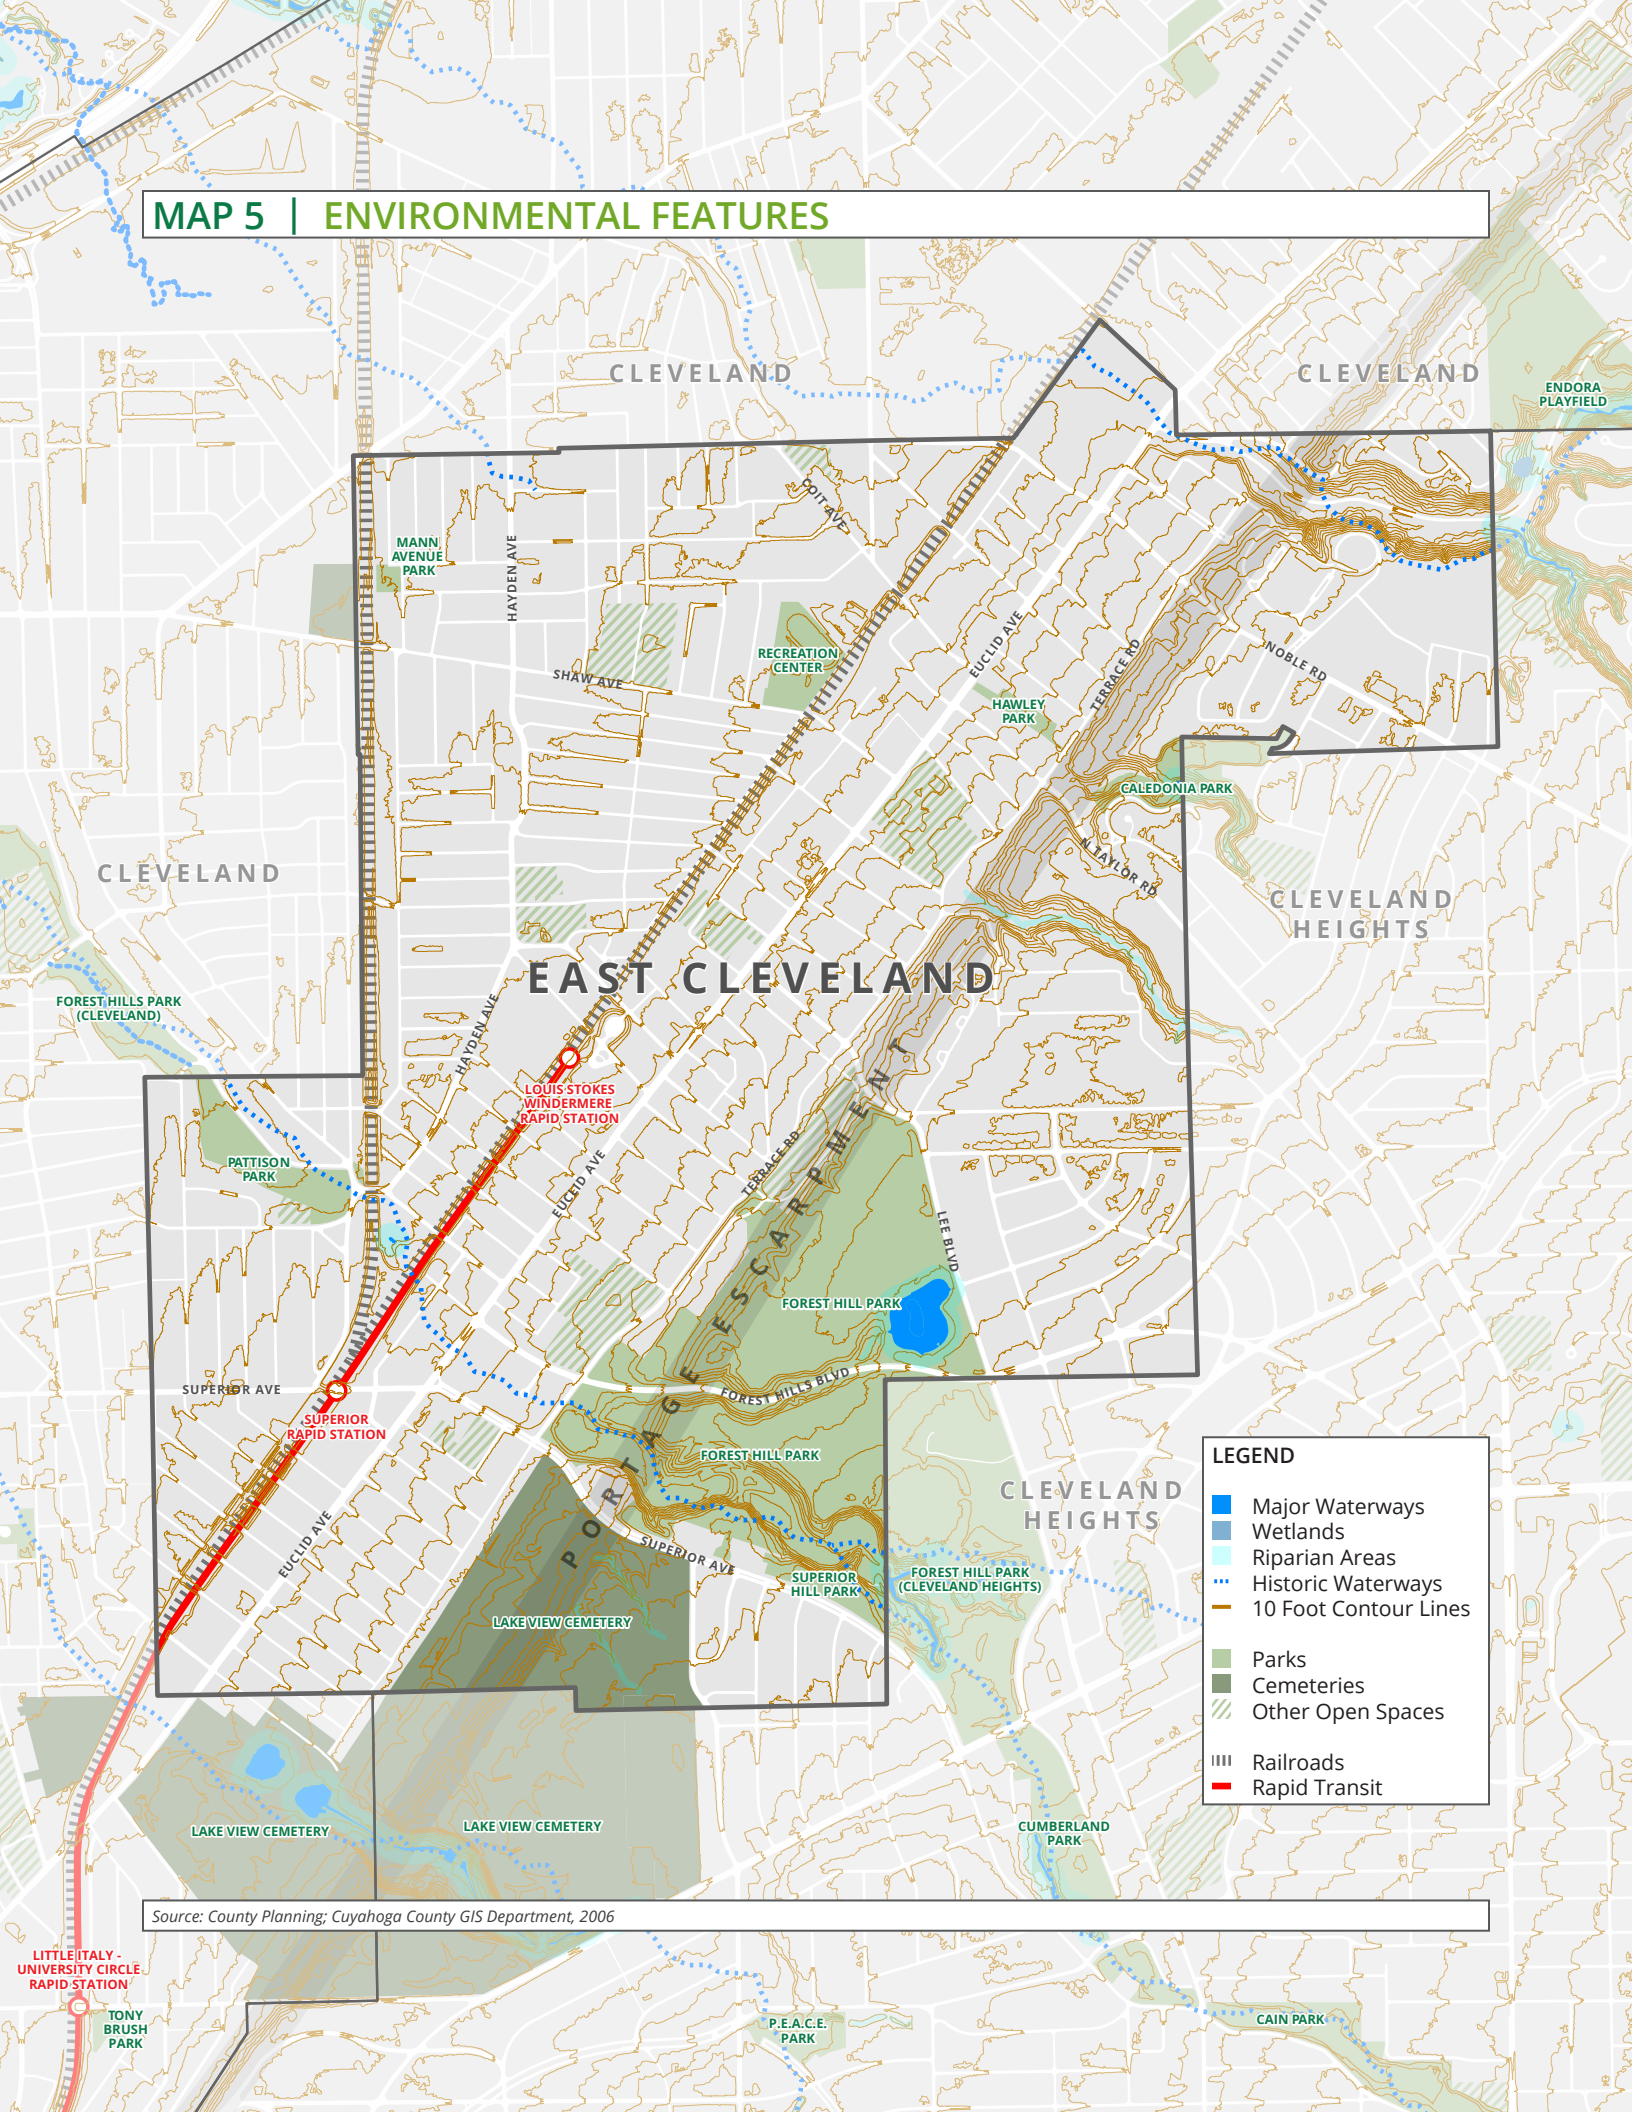 MAP 5 | ENVIRONMENTAL FEATURES
CLEVELAND
CLEVELAND
ENDORA
PLAYFIELD
COIT AVE
MANN
AVENUE
PARK
HAYDEN AVE
SHAW AVE
RECREATION
CENTER
EUCLID AVE
TERRACE RD
NOBLE RD
HAWLEY
PARK
CALEDONIA PARK
N TAYLOR RD
CLEVELAND
CLEVELAND
HEIGHTS
EAST CLEVELAND
FOREST HILLS PARK
(CLEVELAND)
HAYDEN AVE
LOUIS STOKES
WINDERMERE
RAPID STATION
PATTISON
PARK
EUCLID AVE
TERRACE RD
PORTAGE ESCARPMENT
LEE BLVD
FOREST HILL PARK
FOREST HILLS BLVD
SUPERIOR AVE
SUPERIOR
RAPID STATION
FOREST HILL PARK
EUCLID AVE
SUPERIOR AVE
SUPERIOR
HILL PARK
FOREST HILL PARK
(CLEVELAND HEIGHTS)
CLEVELAND
HEIGHTS
LAKE VIEW CEMETERY
LEGEND
Major Waterways
Wetlands
Riparian Areas
Historic Waterways
10 Foot Contour Lines
Parks
Cemeteries
Other Open Spaces
Railroads
Rapid Transit
LAKE VIEW CEMETERY
LAKE VIEW CEMETERY
CUMBERLAND
PARK
Source: County Planning; Cuyahoga County GIS Department, 2006
LITTLE ITALY -
UNIVERSITY CIRCLE
RAPID STATION
TONY
BRUSH
PARK
P.E.A.C.E.
PARK
CAIN PARK